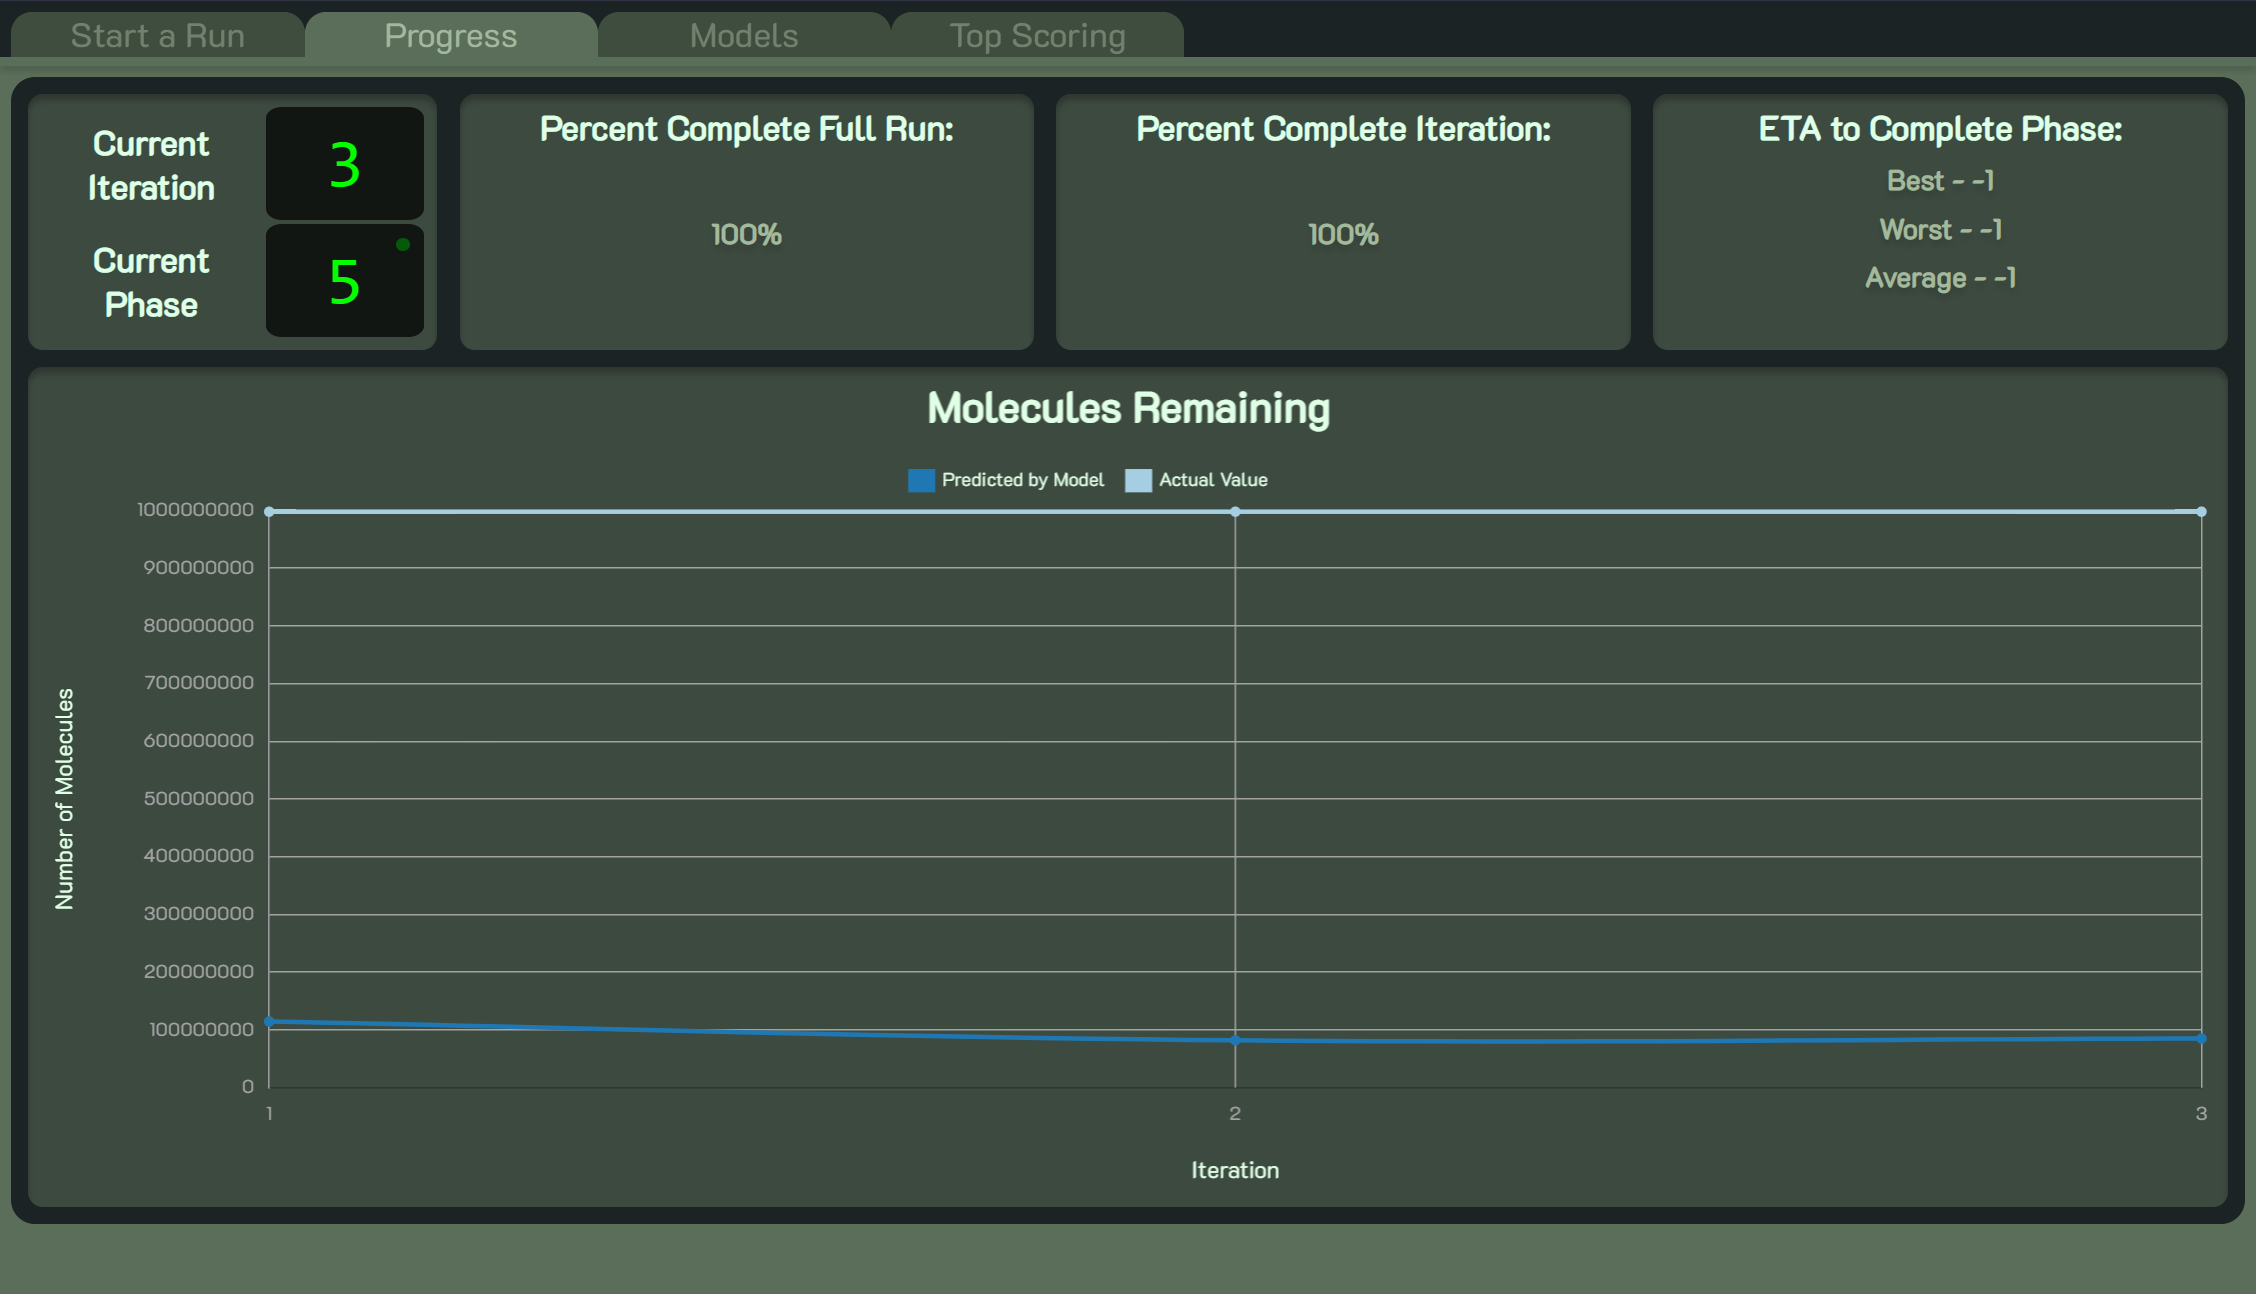 Start a Run
Progress
Models
Top Scoring
Current
Iteration
3
Current
Phase
5
Percent Complete Full Run:
100%
Percent Complete Iteration:
100%
ETA to Complete Phase:
Best - -1
Worst - -1
Average - -1
Molecules Remaining
Predicted by Model
Actual Value
Number of Molecules
1000000000
900000000
800000000
700000000
600000000
500000000
400000000
300000000
200000000
100000000
0
1
2
3
Iteration